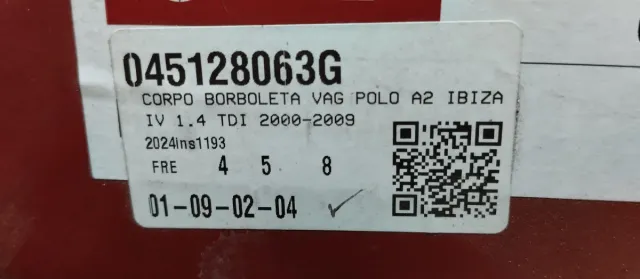 045128063G
CORPO BORBOLETA VAG POLO A2 IBIZA
IV 1.4 TDI 2000-2009
2024Ins1193
FRE 4 5 8
01-09-02-04